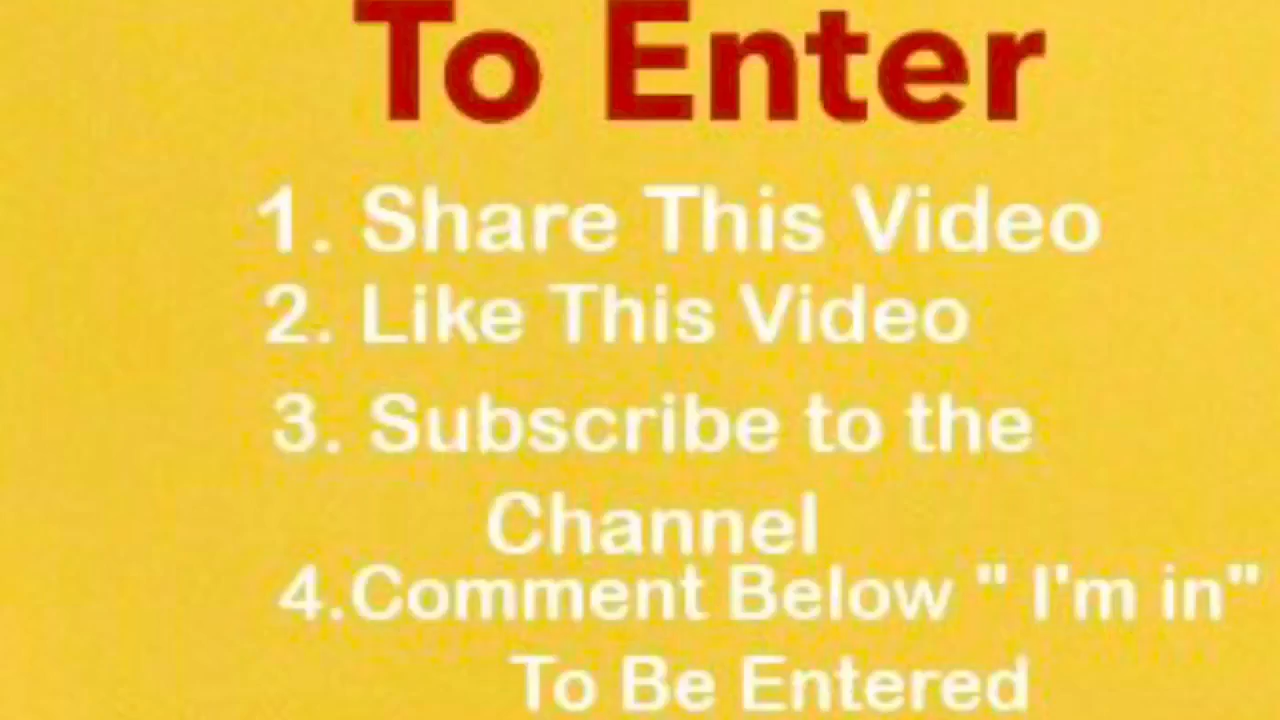 To Enter
1. Share This Video
2. Like This Video
3. Subscribe to the
Channel
4.Comment Below " I'm in"
To Be Entered